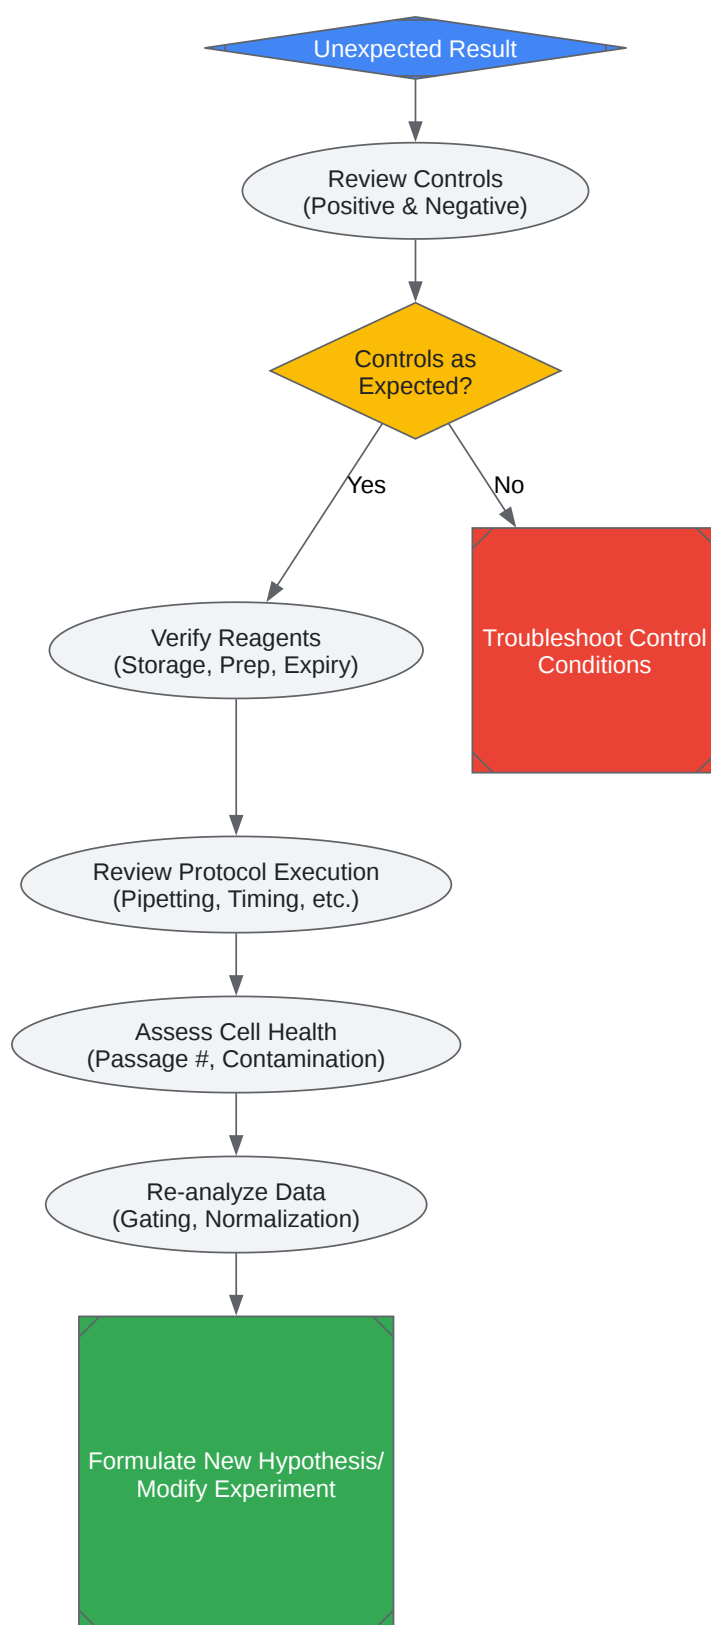 Unexpected Result
Review Controls
(Positive & Negative)
Controls as
Expected?
Yes
No
Troubleshoot Control
Conditions
Verify Reagents
(Storage, Prep, Expiry)
Review Protocol Execution
(Pipetting, Timing, etc.)
Assess Cell Health
(Passage #, Contamination)
Re-analyze Data
(Gating, Normalization)
Formulate New Hypothesis/
Modify Experiment